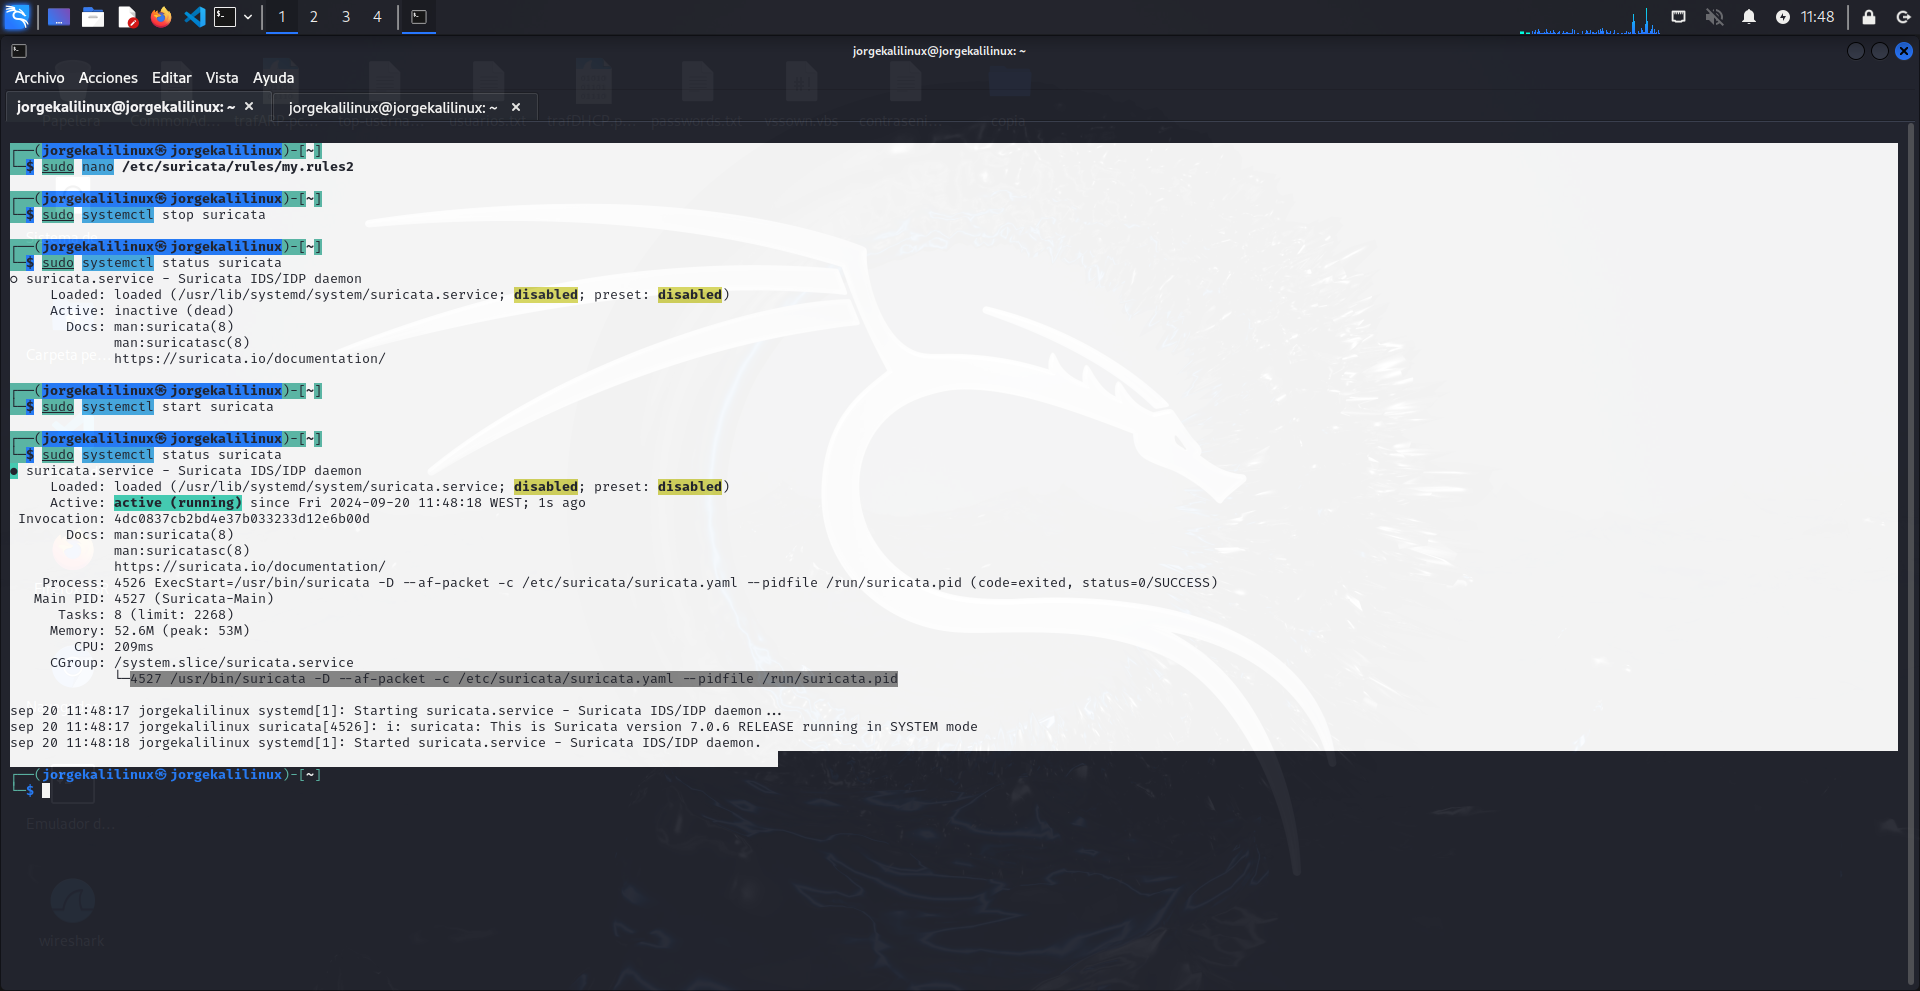 1 2 3 4 11:48
jorgekalilinux@jorgekalilinux: ~
Archivo Acciones Editar Vista Ayuda
jorgekalilinux@jorgekalilinux: ~ × jorgekalilinux@jorgekalilinux: ~ ×
┌──(jorgekalilinux㉿jorgekalilinux)-[~]
└─$ sudo nano /etc/suricata/rules/my.rules2
┌──(jorgekalilinux㉿jorgekalilinux)-[~]
└─$ sudo systemctl stop suricata
┌──(jorgekalilinux㉿jorgekalilinux)-[~]
└─$ sudo systemctl status suricata
○ suricata.service - Suricata IDS/IDP daemon
Loaded: loaded (/usr/lib/systemd/system/suricata.service; disabled; preset: disabled)
Active: inactive (dead)
Docs: man:suricata(8)
man:suricatasc(8)
https://suricata.io/documentation/
┌──(jorgekalilinux㉿jorgekalilinux)-[~]
└─$ sudo systemctl start suricata
┌──(jorgekalilinux㉿jorgekalilinux)-[~]
└─$ sudo systemctl status suricata
● suricata.service - Suricata IDS/IDP daemon
Loaded: loaded (/usr/lib/systemd/system/suricata.service; disabled; preset: disabled)
Active: active (running) since Fri 2024-09-20 11:48:18 WEST; 1s ago
Invocation: 4dc0837cb2bd4e37b033233d12e6b00d
Docs: man:suricata(8)
man:suricatasc(8)
https://suricata.io/documentation/
Process: 4526 ExecStart=/usr/bin/suricata -D --af-packet -c /etc/suricata/suricata.yaml --pidfile /run/suricata.pid (code=exited, status=0/SUCCESS)
Main PID: 4527 (Suricata-Main)
Tasks: 8 (limit: 2268)
Memory: 52.6M (peak: 53M)
CPU: 209ms
CGroup: /system.slice/suricata.service
└─4527 /usr/bin/suricata -D --af-packet -c /etc/suricata/suricata.yaml --pidfile /run/suricata.pid
sep 20 11:48:17 jorgekalilinux systemd[1]: Starting suricata.service - Suricata IDS/IDP daemon...
sep 20 11:48:17 jorgekalilinux suricata[4526]: i: suricata: This is Suricata version 7.0.6 RELEASE running in SYSTEM mode
sep 20 11:48:18 jorgekalilinux systemd[1]: Started suricata.service - Suricata IDS/IDP daemon.
┌──(jorgekalilinux㉿jorgekalilinux)-[~]
└─$
Carpeta pe...
Emulador d...
wireshark